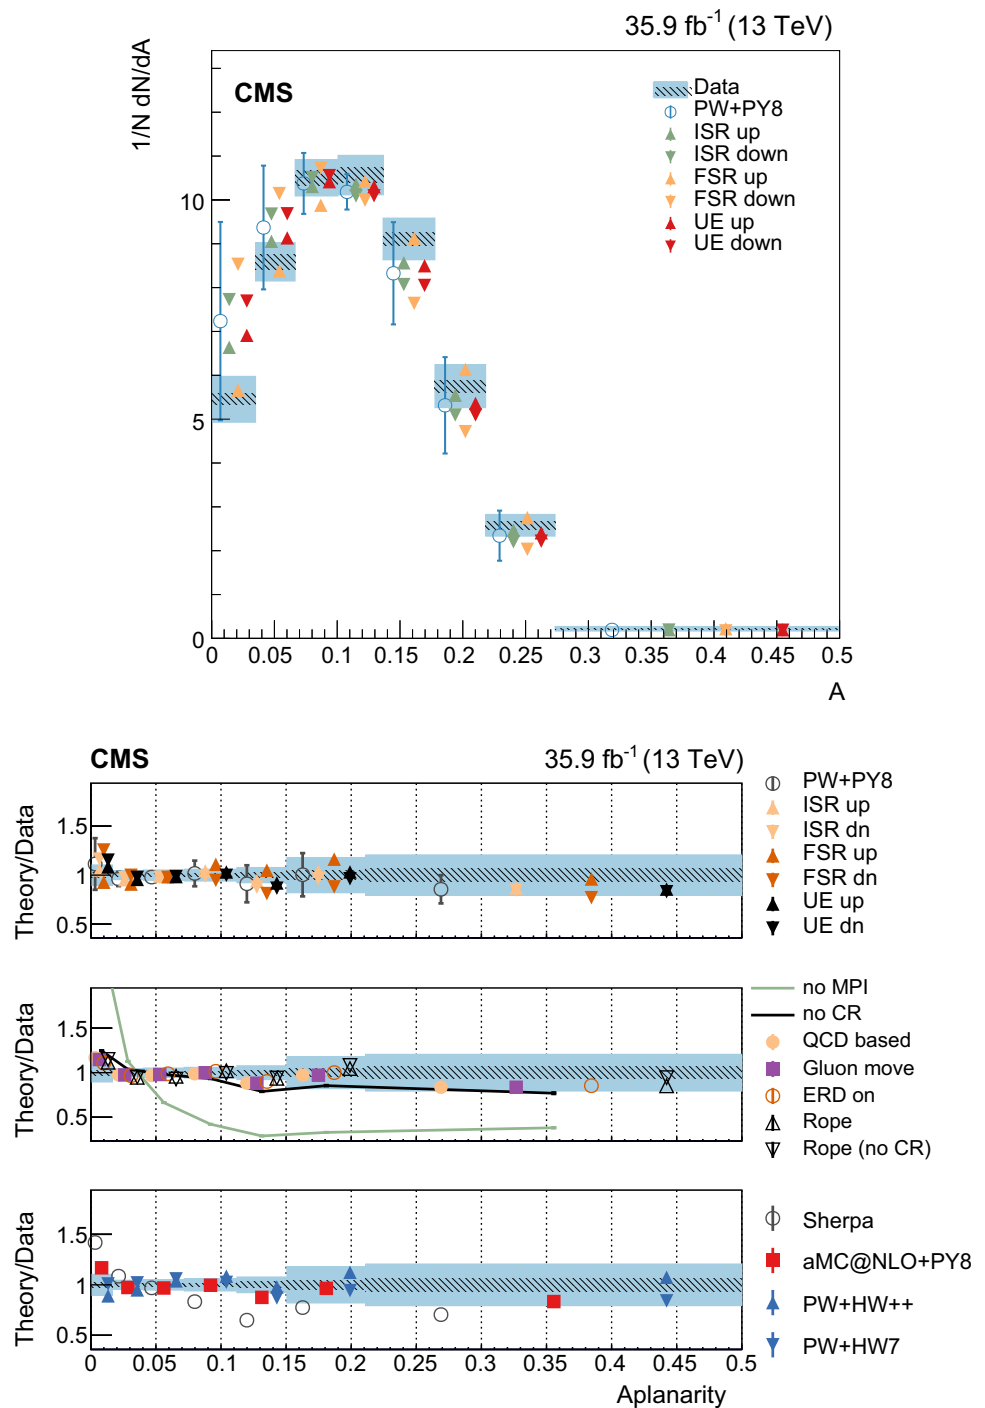 35.9 fb⁻¹ (13 TeV)
1/N dN/dA
CMS
Data
PW+PY8
ISR up
ISR down
FSR up
FSR down
UE up
UE down
10
5
0
0 0.05 0.1 0.15 0.2 0.25 0.3 0.35 0.4 0.45 0.5
A
CMS 35.9 fb⁻¹ (13 TeV)
Theory/Data
1.5
1
0.5
PW+PY8
ISR up
ISR dn
FSR up
FSR dn
UE up
UE dn
Theory/Data
1.5
1
0.5
no MPI
no CR
QCD based
Gluon move
ERD on
Rope
Rope (no CR)
Theory/Data
1.5
1
0.5
Sherpa
aMC@NLO+PY8
PW+HW++
PW+HW7
0 0.05 0.1 0.15 0.2 0.25 0.3 0.35 0.4 0.45 0.5
Aplanarity